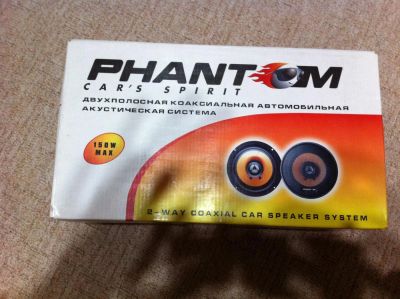 PHANTOM
CAR'S SPIRIT
ДВУХПОЛОСНАЯ КОАКСИАЛЬНАЯ АВТОМОБИЛЬНАЯ
АКУСТИЧЕСКАЯ СИСТЕМА
150W
MAX
2-WAY COAXIAL CAR SPEAKER SYSTEM